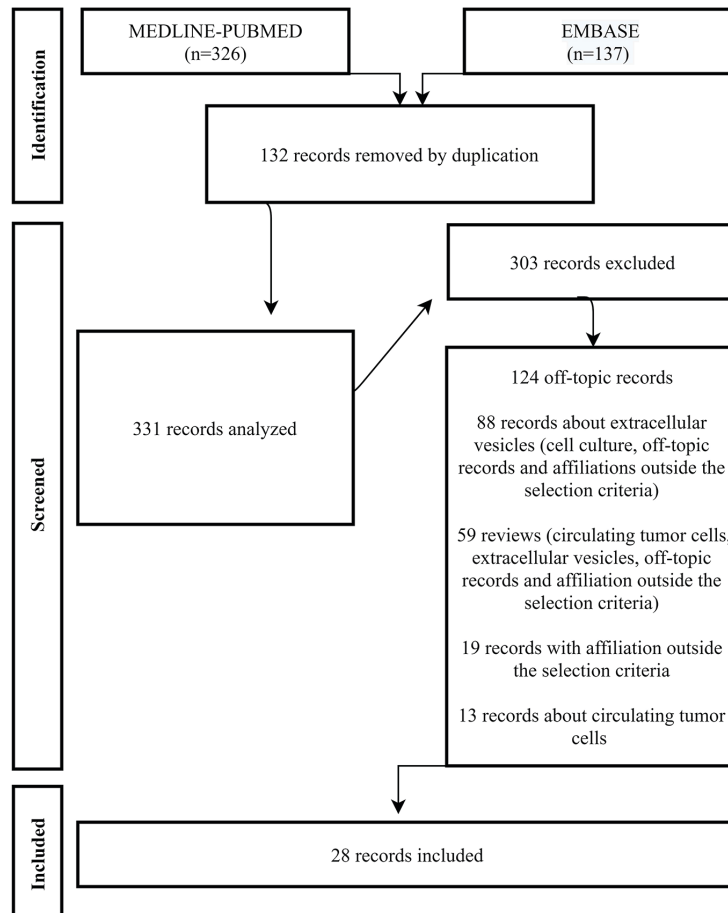 MEDLINE-PUBMED
(n=326)
EMBASE
(n=137)
Identification
132 records removed by duplication
303 records excluded
331 records analyzed
Screened
124 off-topic records
88 records about extracellular
vesicles (cell culture, off-topic
records and affiliations outside the
selection criteria)
59 reviews (circulating tumor cells,
extracellular vesicles, off-topic
records and affiliation outside the
selection criteria)
19 records with affiliation outside
the selection criteria
13 records about circulating tumor
cells
Included
28 records included